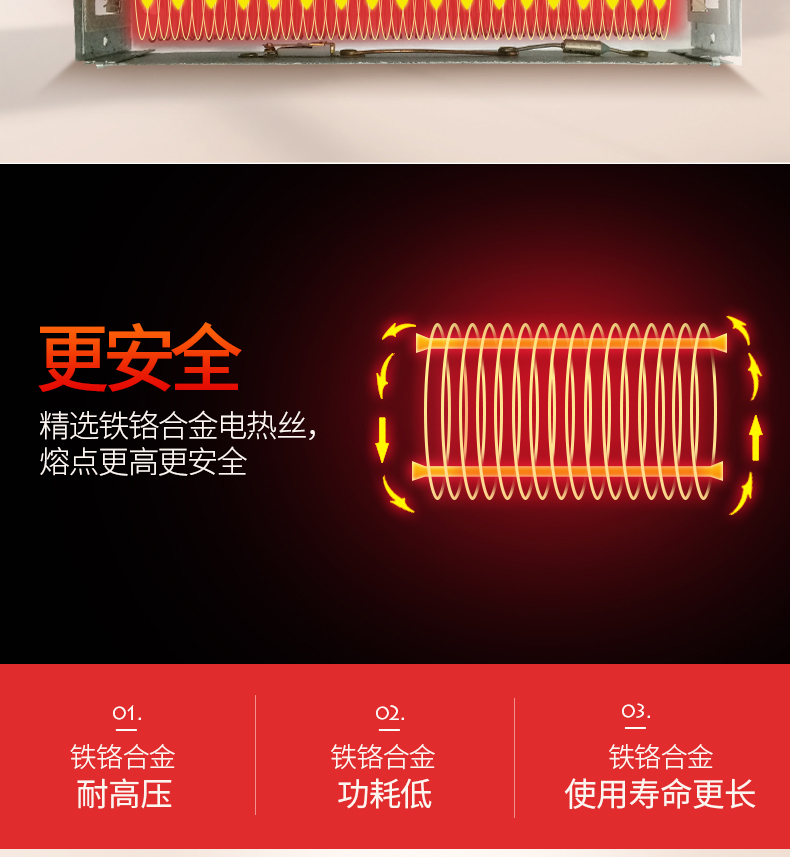 更安全
精选铁铬合金电热丝，
熔点更高更安全
01.
铁铬合金
耐高压
02.
铁铬合金
功耗低
03.
铁铬合金
使用寿命更长